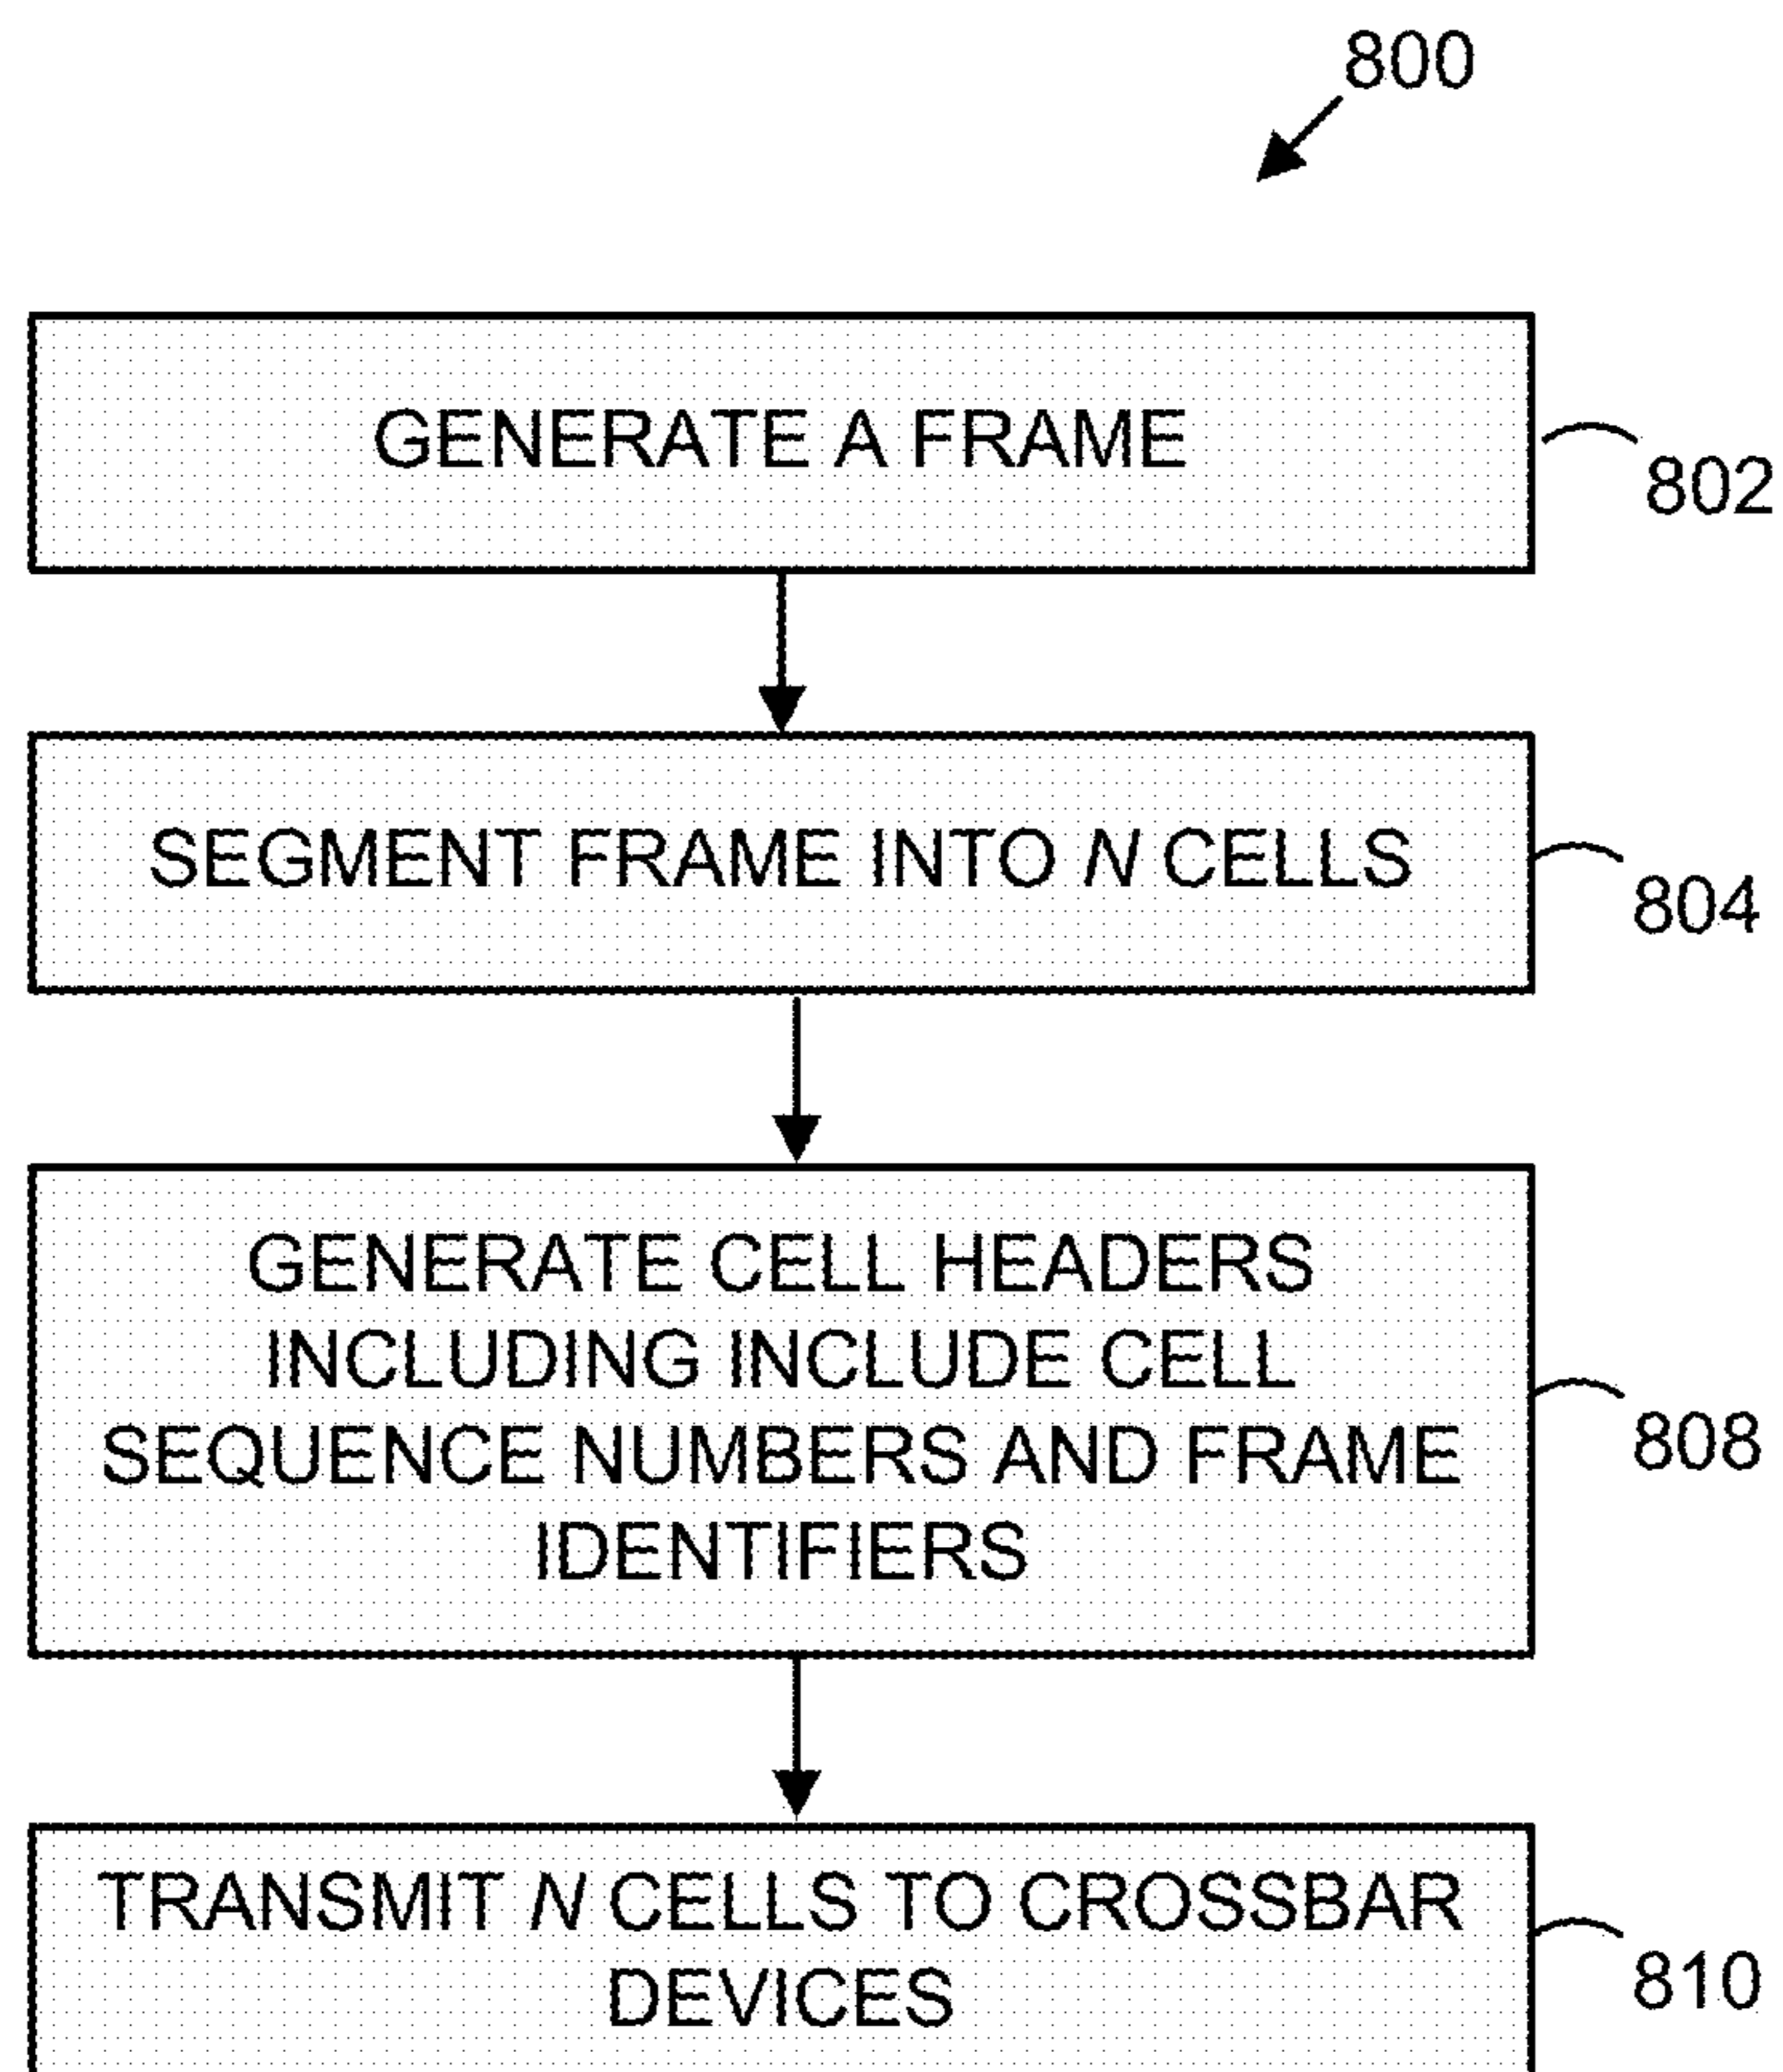 800
GENERATE A FRAME
802
SEGMENT FRAME INTO N CELLS
804
GENERATE CELL HEADERS
INCLUDING INCLUDE CELL
SEQUENCE NUMBERS AND FRAME
IDENTIFIERS
808
TRANSMIT N CELLS TO CROSSBAR
DEVICES
810